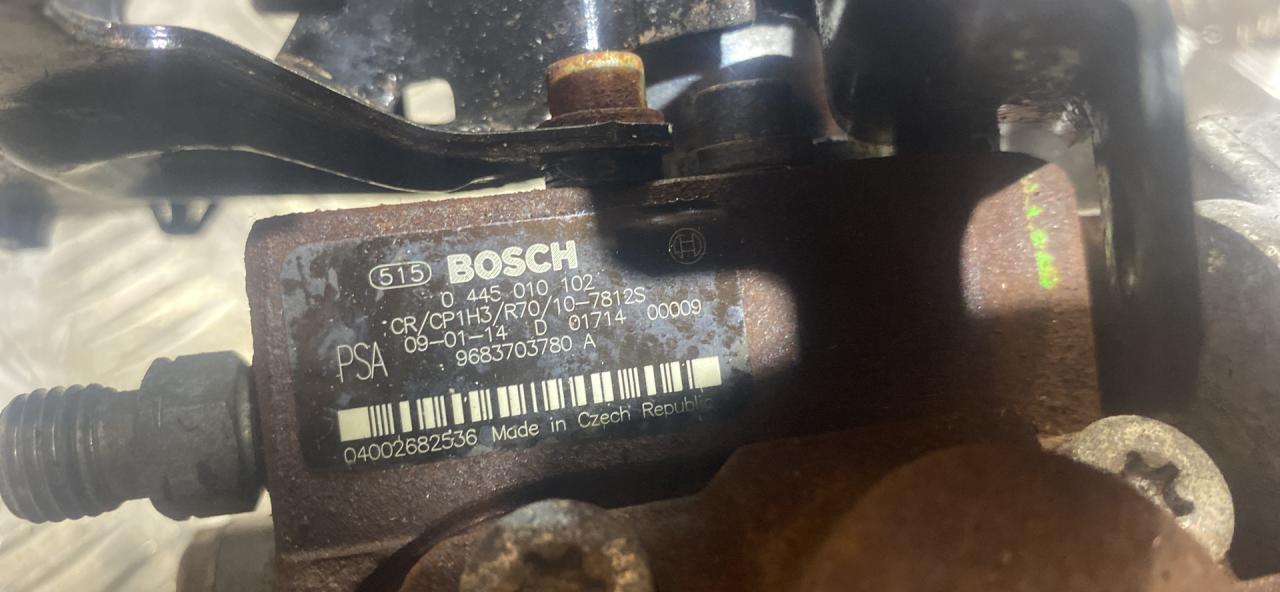 515 BOSCH
0 445 010 102
CR/CP1H3/R70/10-7812S
09-01-14 D 01714 00009
PSA 9683703780 A
04002682536 Made in Czech Republic